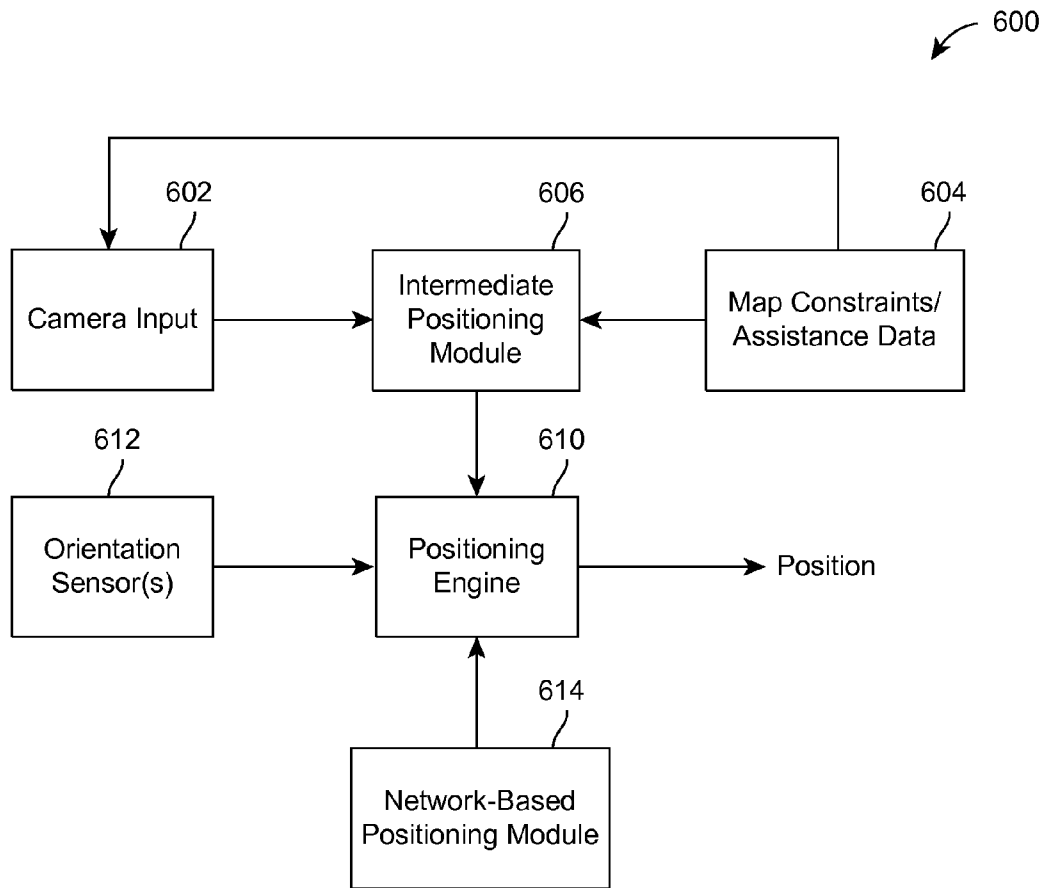 600
602
606
604
Camera Input
Intermediate
Positioning
Module
Map Constraints/
Assistance Data
612
610
Orientation
Sensor(s)
Positioning
Engine
Position
614
Network-Based
Positioning Module